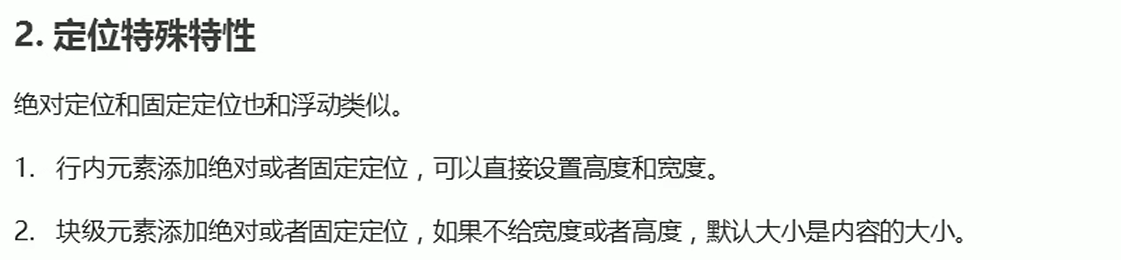 2. 定位特殊特性
绝对定位和固定定位也和浮动类似。
1. 行内元素添加绝对或者固定定位，可以直接设置高度和宽度。
2. 块级元素添加绝对或者固定定位，如果不给宽度或者高度，默认大小是内容的大小。